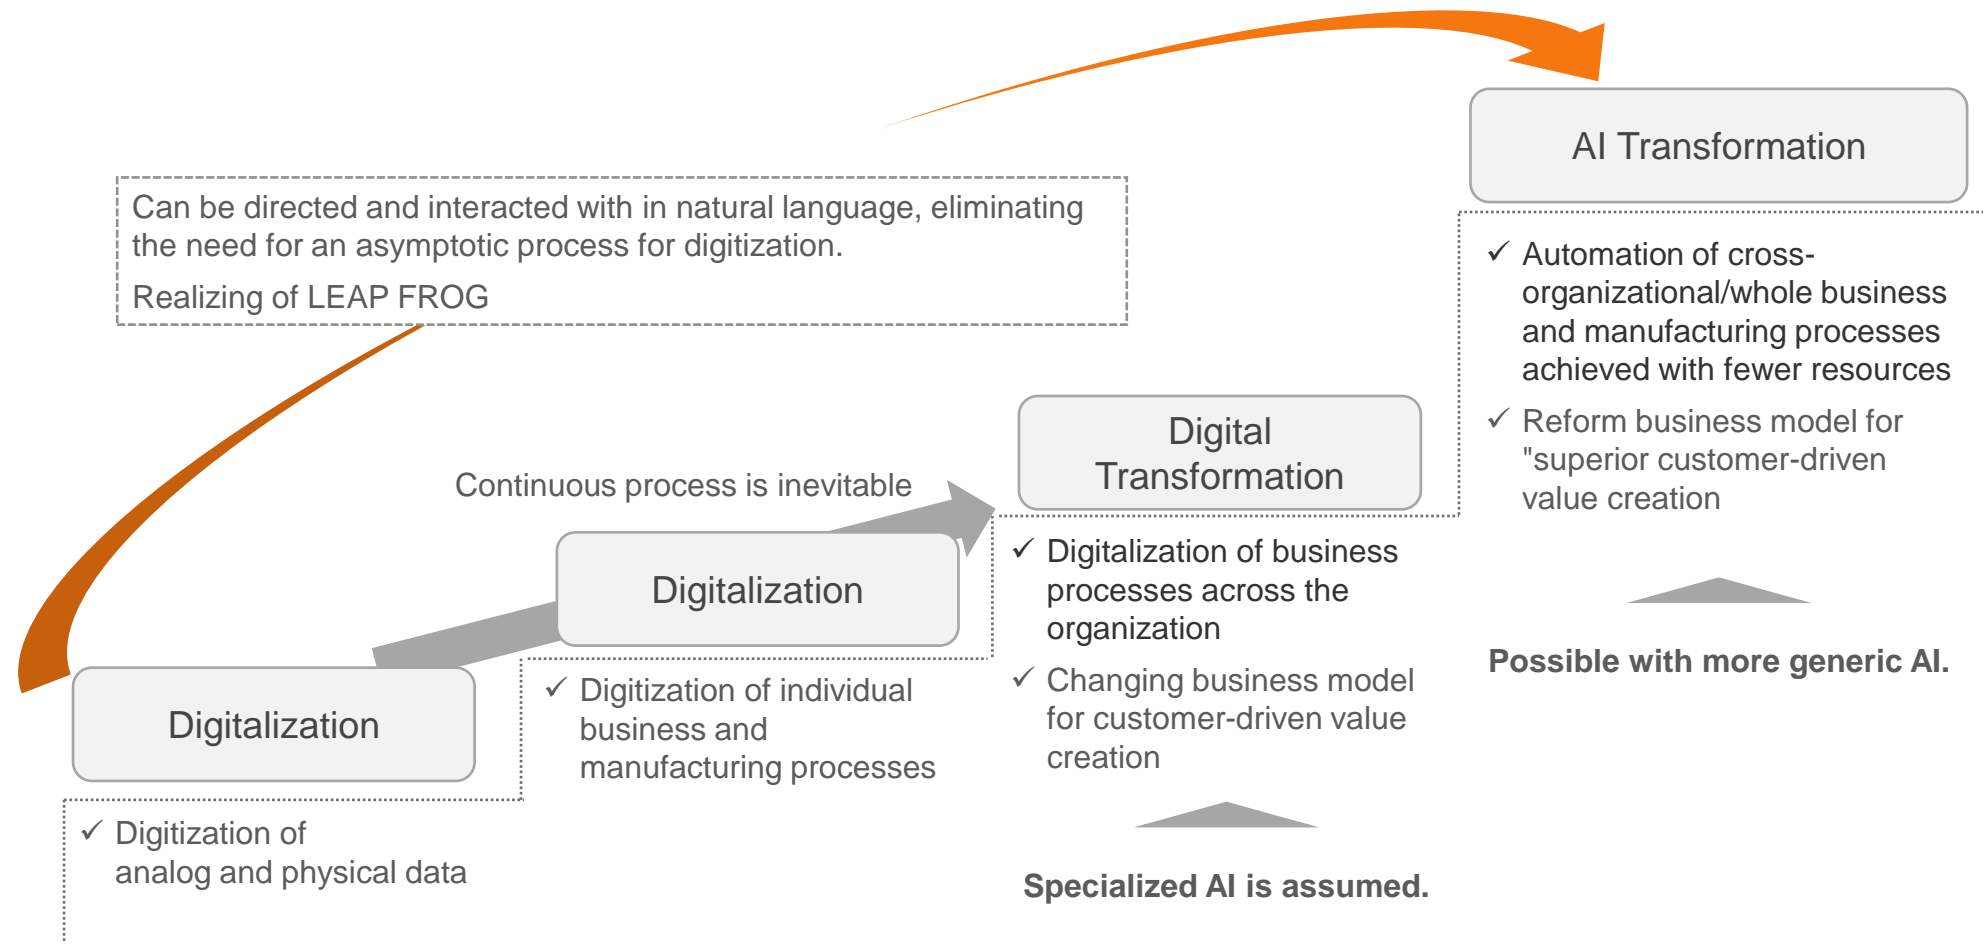 Can be directed and interacted with in natural language, eliminating
the need for an asymptotic process for digitization.
Realizing of LEAP FROG
Continuous process is inevitable
Digitalization
✓ Digitization of
analog and physical data
Digitalization
✓ Digitization of individual
business and
manufacturing processes
Digital
Transformation
✓ Digitalization of business
processes across the
organization
✓ Changing business model
for customer-driven value
creation
Specialized AI is assumed.
AI Transformation
✓ Automation of cross-
organizational/whole business
and manufacturing processes
achieved with fewer resources
✓ Reform business model for
"superior customer-driven
value creation
Possible with more generic AI.